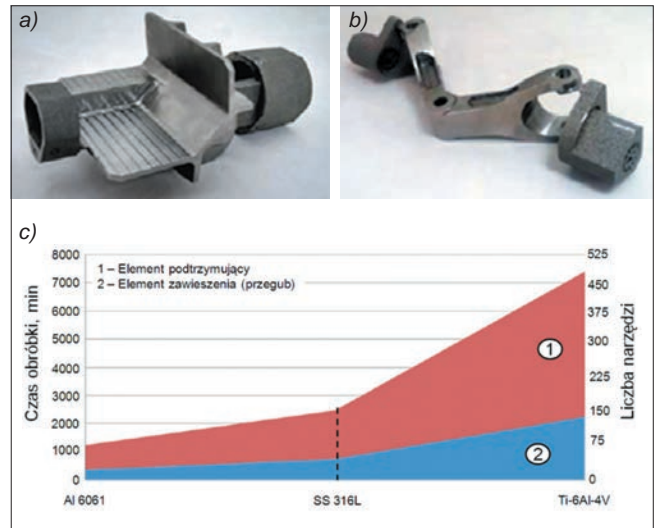 a)
b)
c)
8000
7000
6000
5000
4000
3000
2000
1000
0
Czas obróbki, min
1 – Element podtrzymujący
2 – Element zawieszenia (przegub)
1
2
525
450
375
300
225
150
75
0
Liczba narzędzi
Al 6061
SS 316L
Ti-6Al-4V